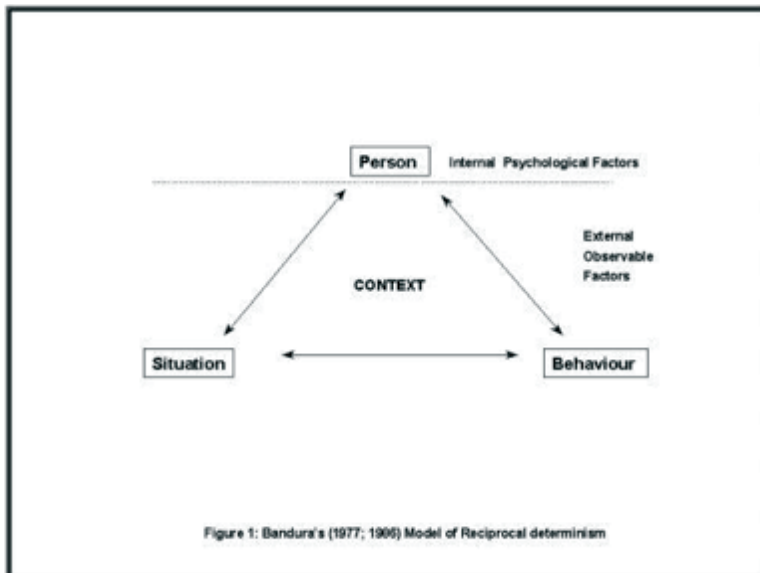 Person Internal Psychological Factors
External
Observable
Factors
CONTEXT
Situation Behaviour
Figure 1: Bandura's (1977; 1986) Model of Reciprocal determinism